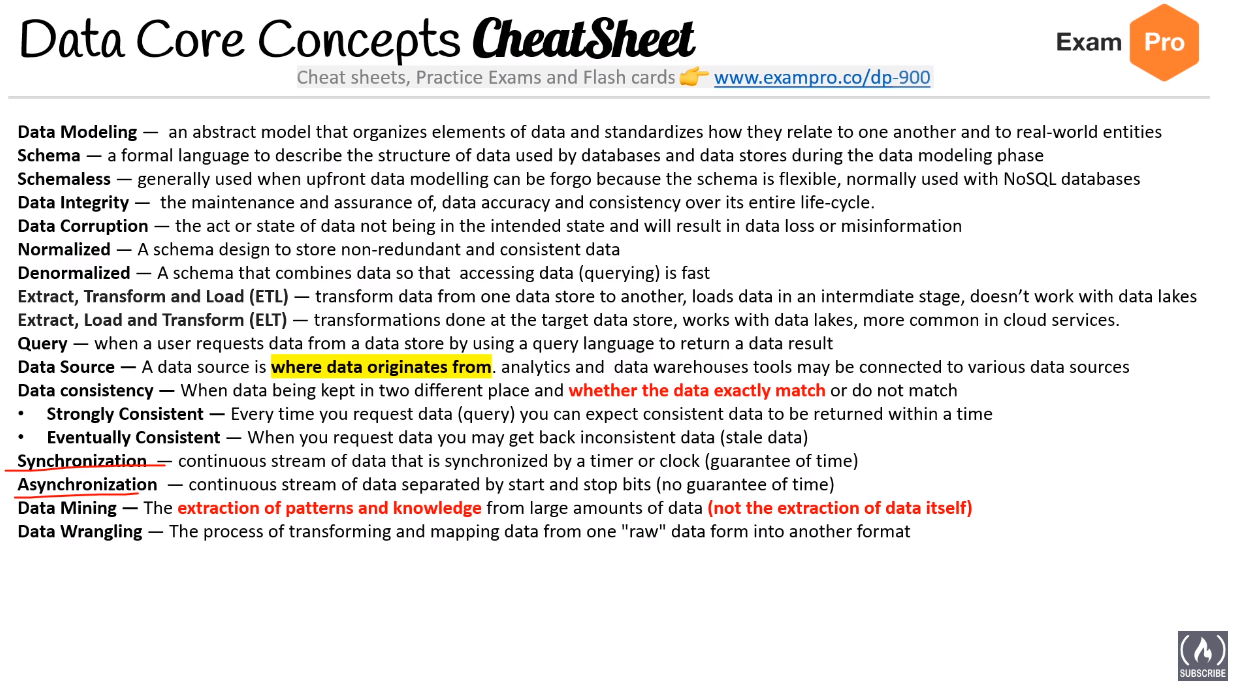 Data Core Concepts CheatSheet
Exam Pro
Cheat sheets, Practice Exams and Flash cards 👉 www.exampro.co/dp-900
Data Modeling — an abstract model that organizes elements of data and standardizes how they relate to one another and to real-world entities
Schema — a formal language to describe the structure of data used by databases and data stores during the data modeling phase
Schemaless — generally used when upfront data modelling can be forgo because the schema is flexible, normally used with NoSQL databases
Data Integrity — the maintenance and assurance of, data accuracy and consistency over its entire life-cycle.
Data Corruption — the act or state of data not being in the intended state and will result in data loss or misinformation
Normalized — A schema design to store non-redundant and consistent data
Denormalized — A schema that combines data so that accessing data (querying) is fast
Extract, Transform and Load (ETL) — transform data from one data store to another, loads data in an intermdiate stage, doesn't work with data lakes
Extract, Load and Transform (ELT) — transformations done at the target data store, works with data lakes, more common in cloud services.
Query — when a user requests data from a data store by using a query language to return a data result
Data Source — A data source is where data originates from. analytics and data warehouses tools may be connected to various data sources
Data consistency — When data being kept in two different place and whether the data exactly match or do not match
• Strongly Consistent — Every time you request data (query) you can expect consistent data to be returned within a time
• Eventually Consistent — When you request data you may get back inconsistent data (stale data)
Synchronization — continuous stream of data that is synchronized by a timer or clock (guarantee of time)
Asynchronization — continuous stream of data separated by start and stop bits (no guarantee of time)
Data Mining — The extraction of patterns and knowledge from large amounts of data (not the extraction of data itself)
Data Wrangling — The process of transforming and mapping data from one "raw" data form into another format
SUBSCRIBE